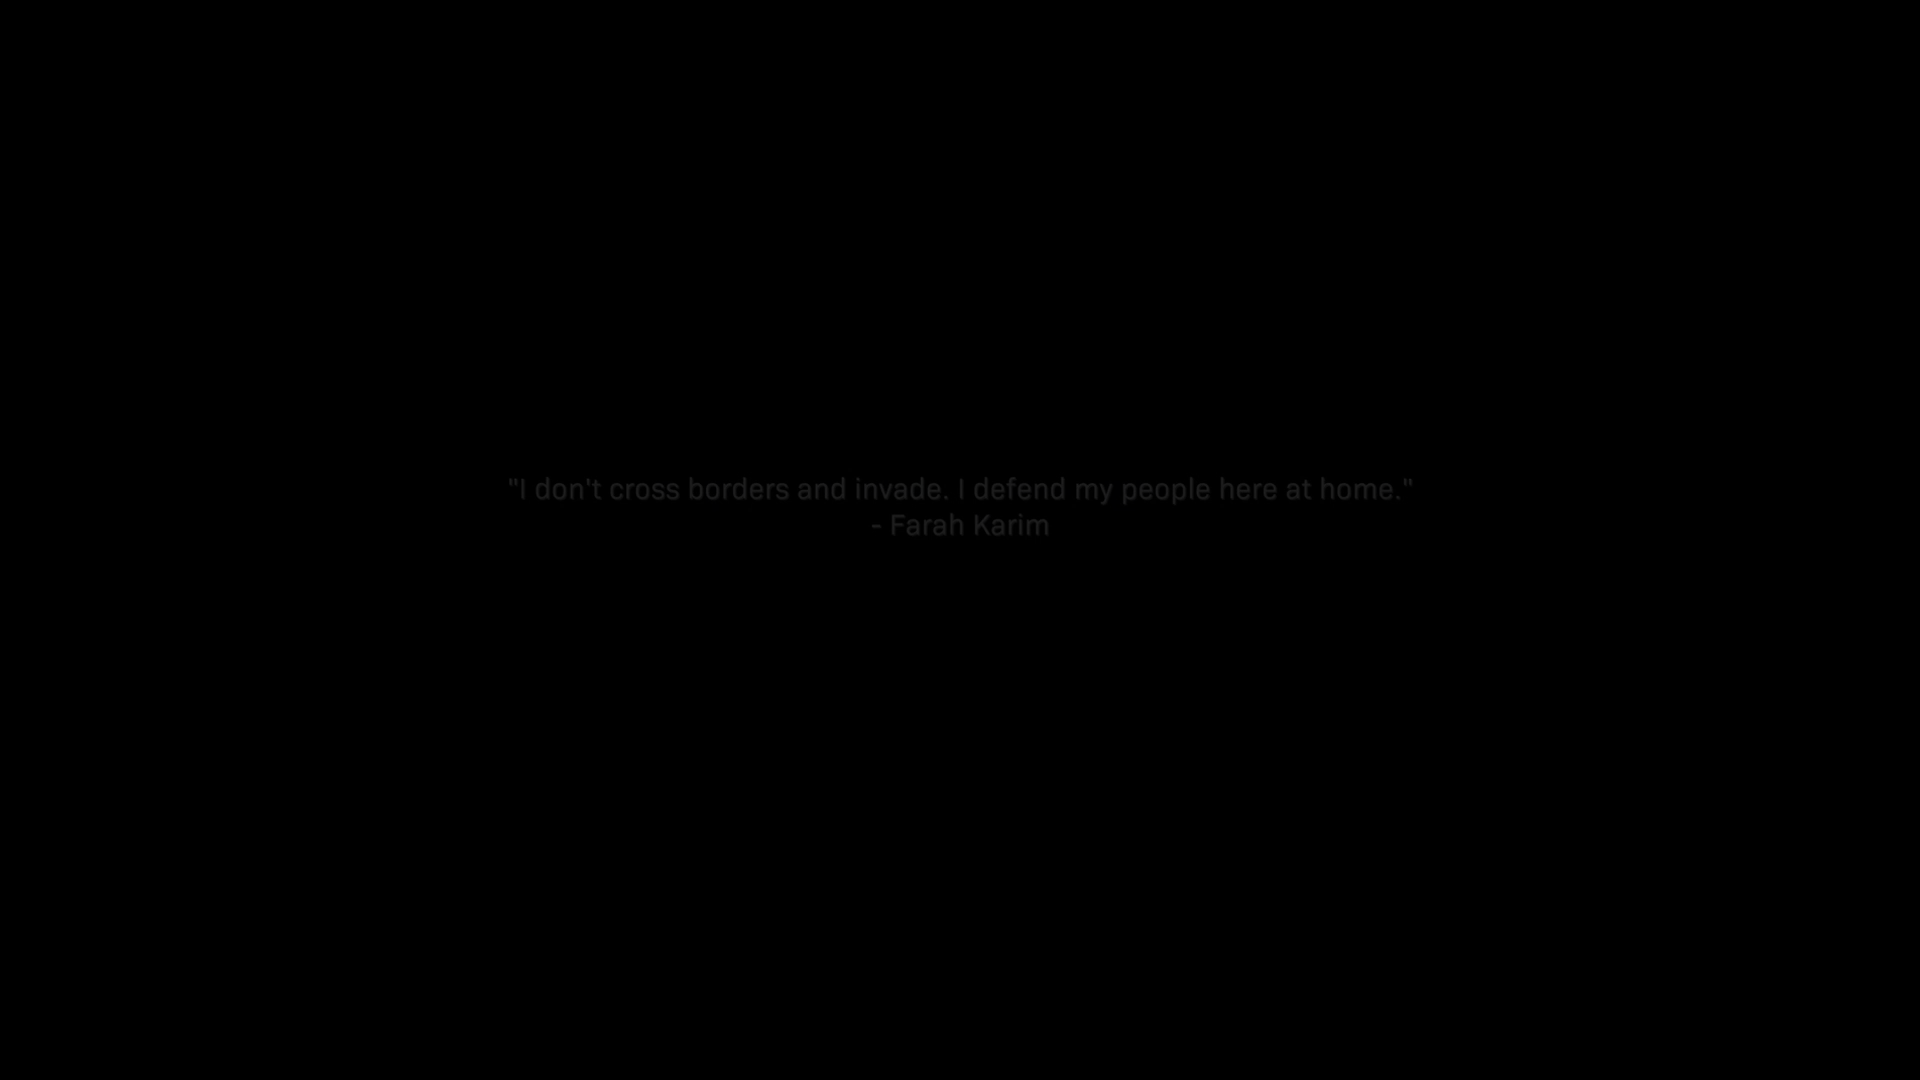 "I don't cross borders and invade. I defend my people here at home."
- Farah Karim